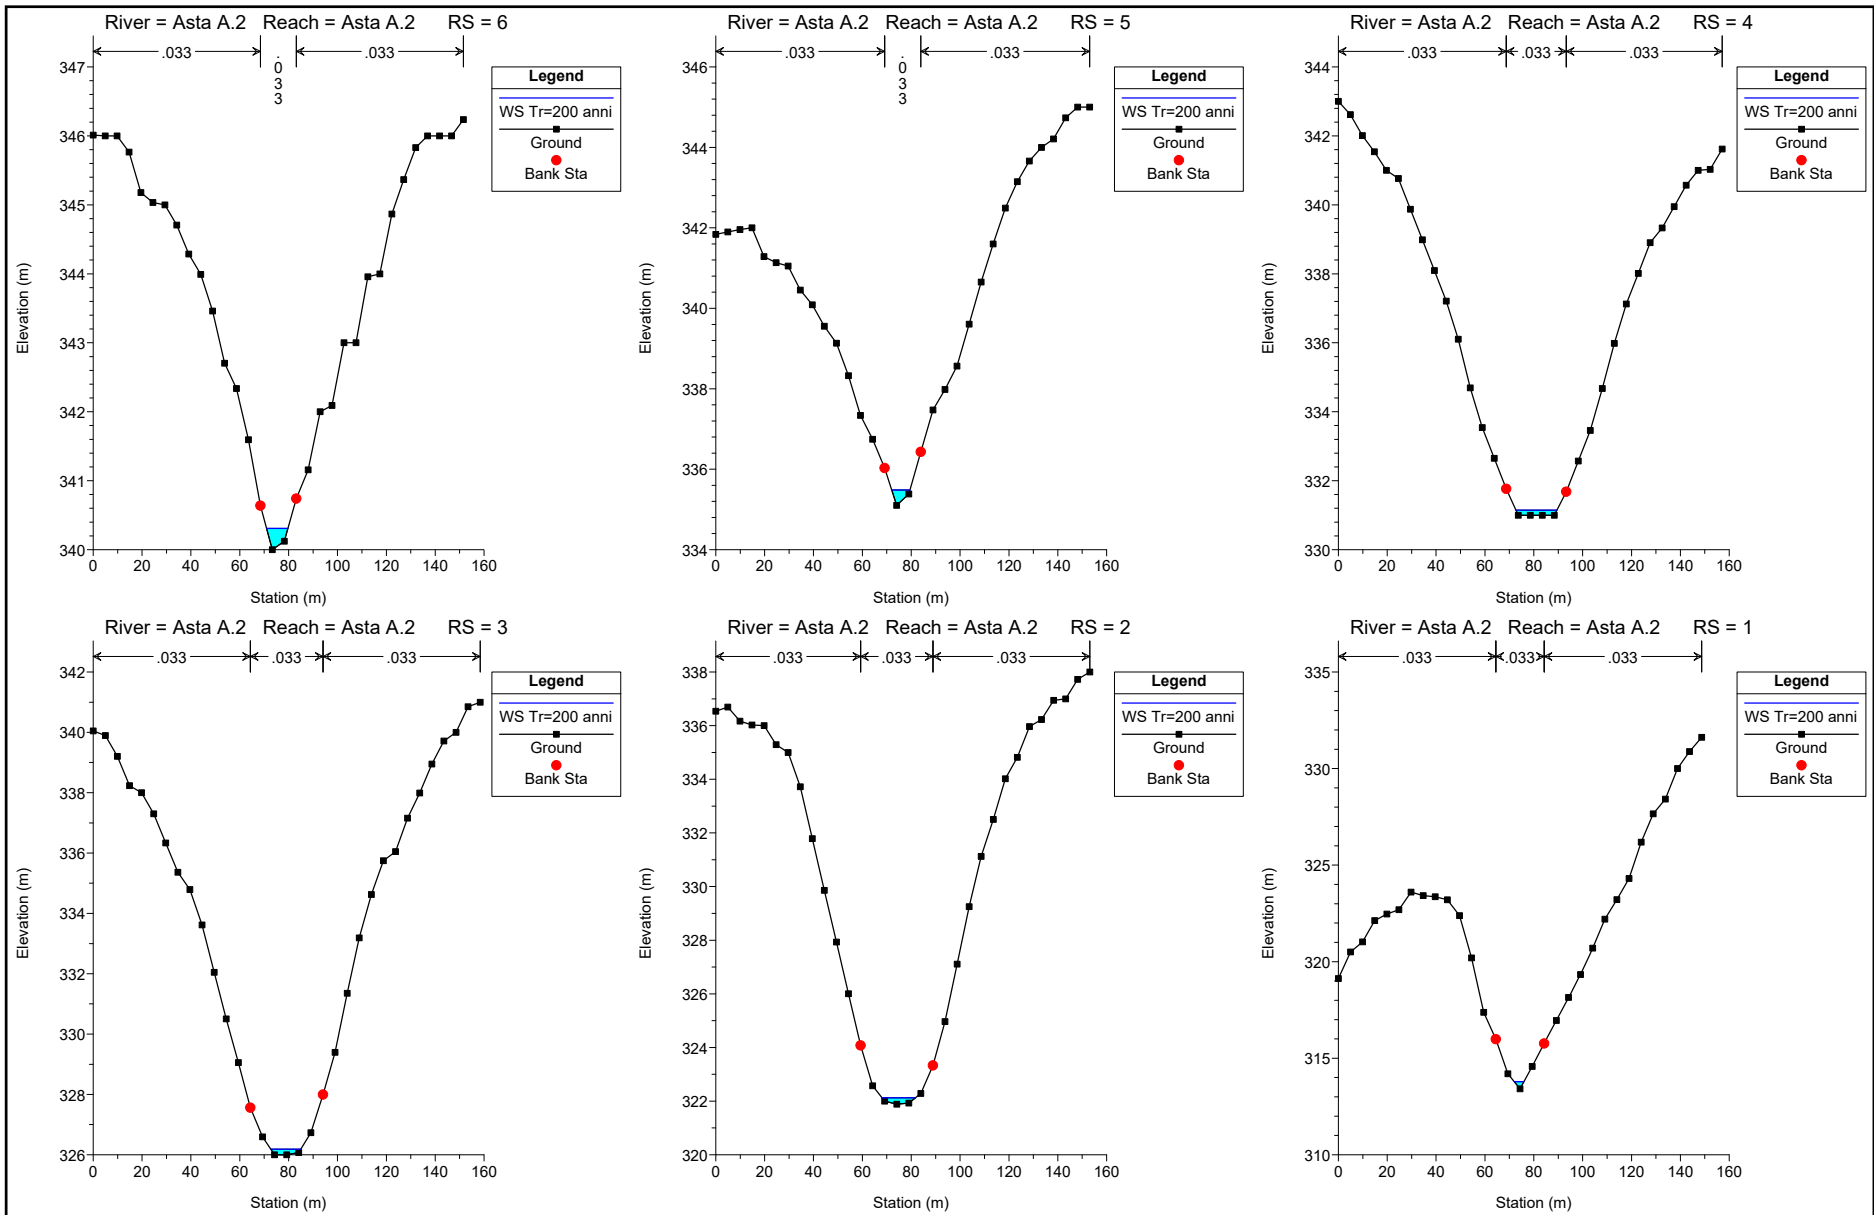 River = Asta A.2 Reach = Asta A.2 RS = 6
.033 .033 .033
Legend
WS Tr=200 anni
Ground
Bank Sta
347
346
345
344
343
342
341
340
Elevation (m)
0 20 40 60 80 100 120 140 160
Station (m)
River = Asta A.2 Reach = Asta A.2 RS = 5
.033 .033 .033
Legend
WS Tr=200 anni
Ground
Bank Sta
346
344
342
340
338
336
334
Elevation (m)
0 20 40 60 80 100 120 140 160
Station (m)
River = Asta A.2 Reach = Asta A.2 RS = 4
.033 .033 .033
Legend
WS Tr=200 anni
Ground
Bank Sta
344
342
340
338
336
334
332
330
Elevation (m)
0 20 40 60 80 100 120 140 160
Station (m)
River = Asta A.2 Reach = Asta A.2 RS = 3
.033 .033 .033
Legend
WS Tr=200 anni
Ground
Bank Sta
342
340
338
336
334
332
330
328
326
Elevation (m)
0 20 40 60 80 100 120 140 160
Station (m)
River = Asta A.2 Reach = Asta A.2 RS = 2
.033 .033 .033
Legend
WS Tr=200 anni
Ground
Bank Sta
338
336
334
332
330
328
326
324
322
320
Elevation (m)
0 20 40 60 80 100 120 140 160
Station (m)
River = Asta A.2 Reach = Asta A.2 RS = 1
.033 .033 .033
Legend
WS Tr=200 anni
Ground
Bank Sta
335
330
325
320
315
310
Elevation (m)
0 20 40 60 80 100 120 140 160
Station (m)